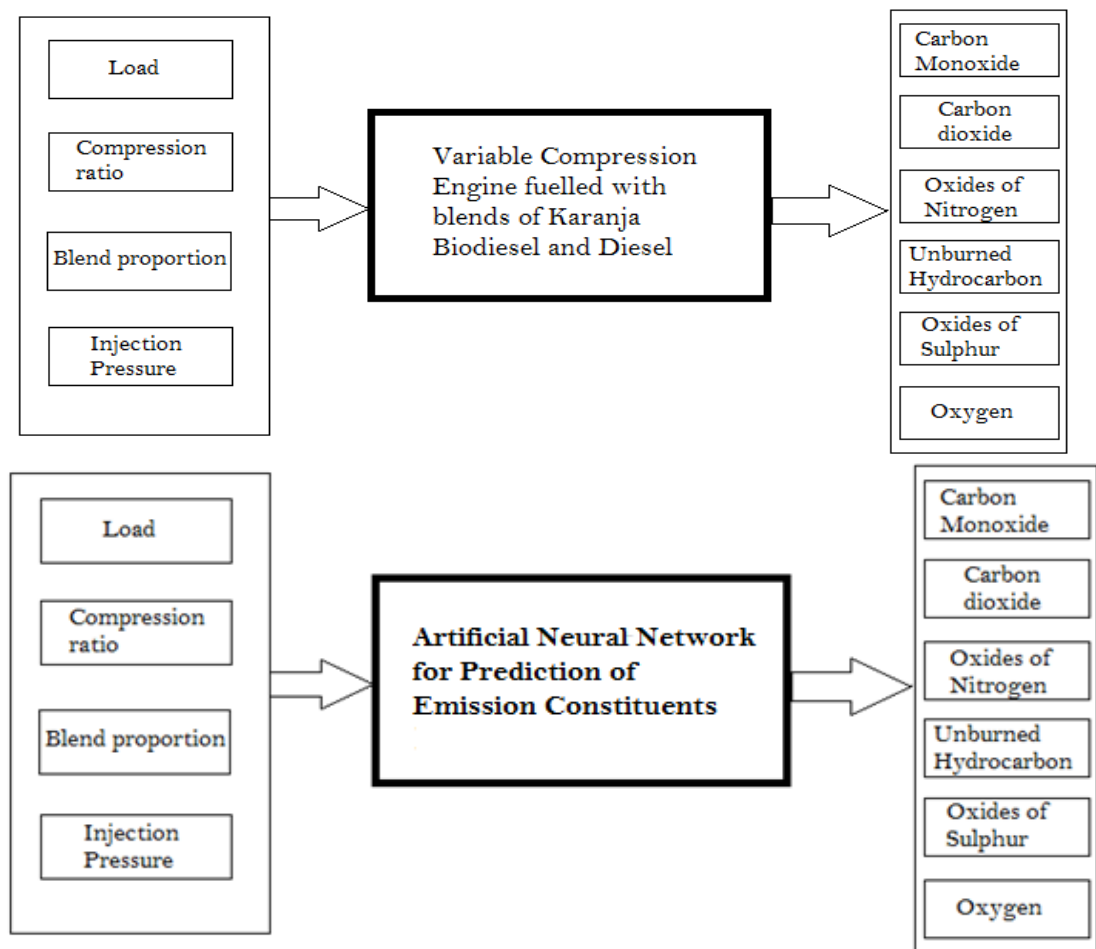 Load
Compression
ratio
Blend proportion
Injection
Pressure
Variable Compression
Engine fuelled with
blends of Karanja
Biodiesel and Diesel
Carbon
Monoxide
Carbon
dioxide
Oxides of
Nitrogen
Unburned
Hydrocarbon
Oxides of
Sulphur
Oxygen
Load
Compression
ratio
Blend proportion
Injection
Pressure
Artificial Neural Network
for Prediction of
Emission Constituents
Carbon
Monoxide
Carbon
dioxide
Oxides of
Nitrogen
Unburned
Hydrocarbon
Oxides of
Sulphur
Oxygen